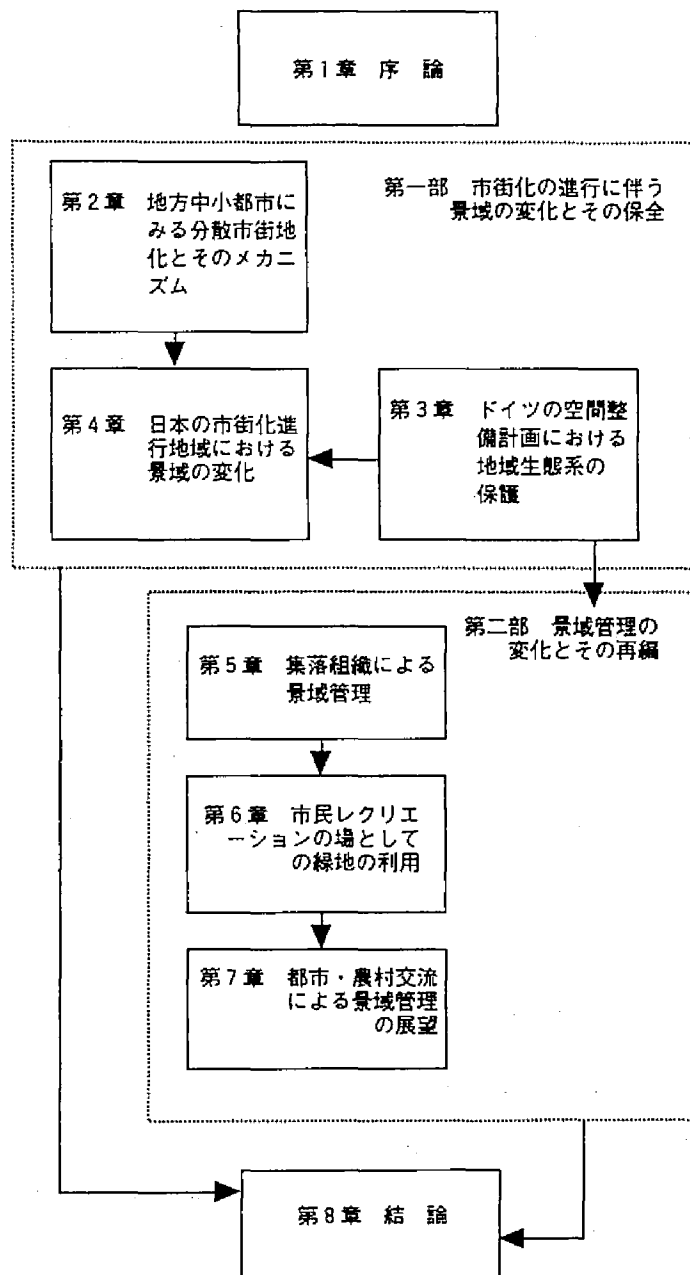 第1章 序 論
第2章 地方中小都市に
みる分散市街地
化とそのメカニ
ズム
第一部 市街化の進行に伴う
景域の変化とその保全
第4章 日本の市街化進
行地域における
景域の変化
第3章 ドイツの空間整
備計画における
地域生態系の
保護
第二部 景域管理の
変化とその再編
第5章 集落組織による
景域管理
第6章 市民レクリエ
ーションの場として
の緑地の利用
第7章 都市・農村交流
による景域管理
の展望
第8章 結 論